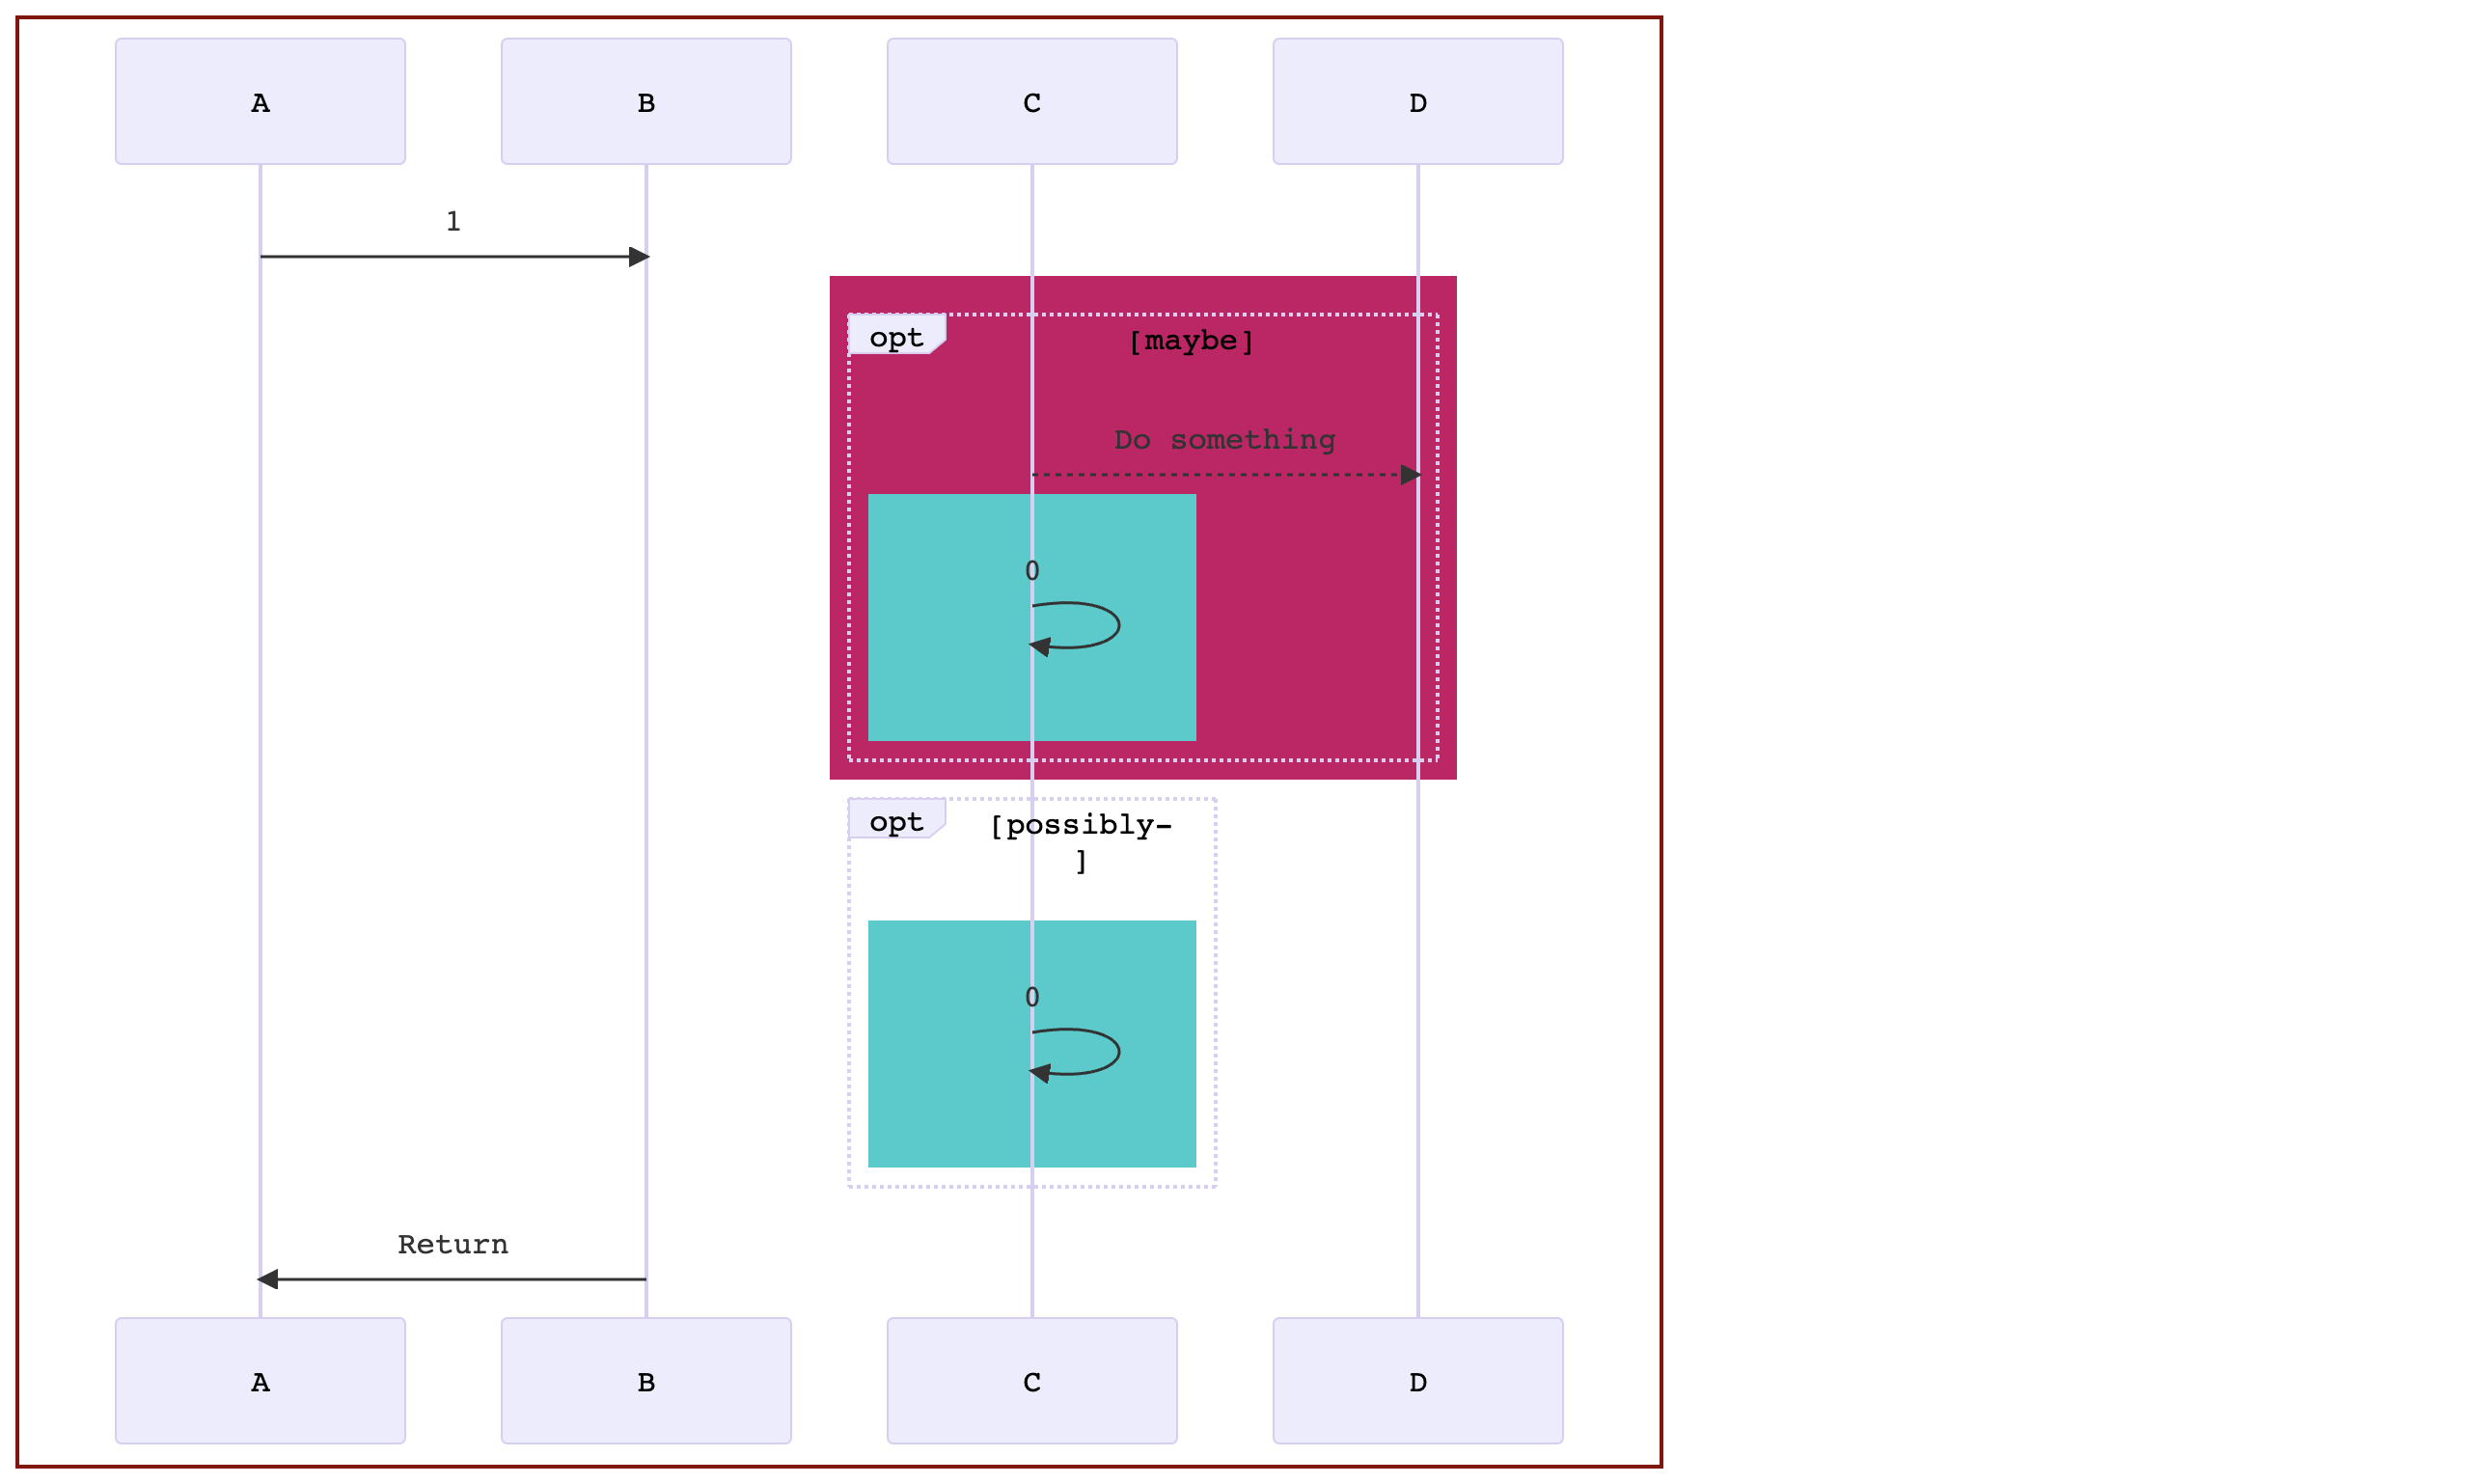 A
B
C
D
1
opt
[maybe]
Do something
0
opt
[possibly-
]
0
Return
A
B
C
D